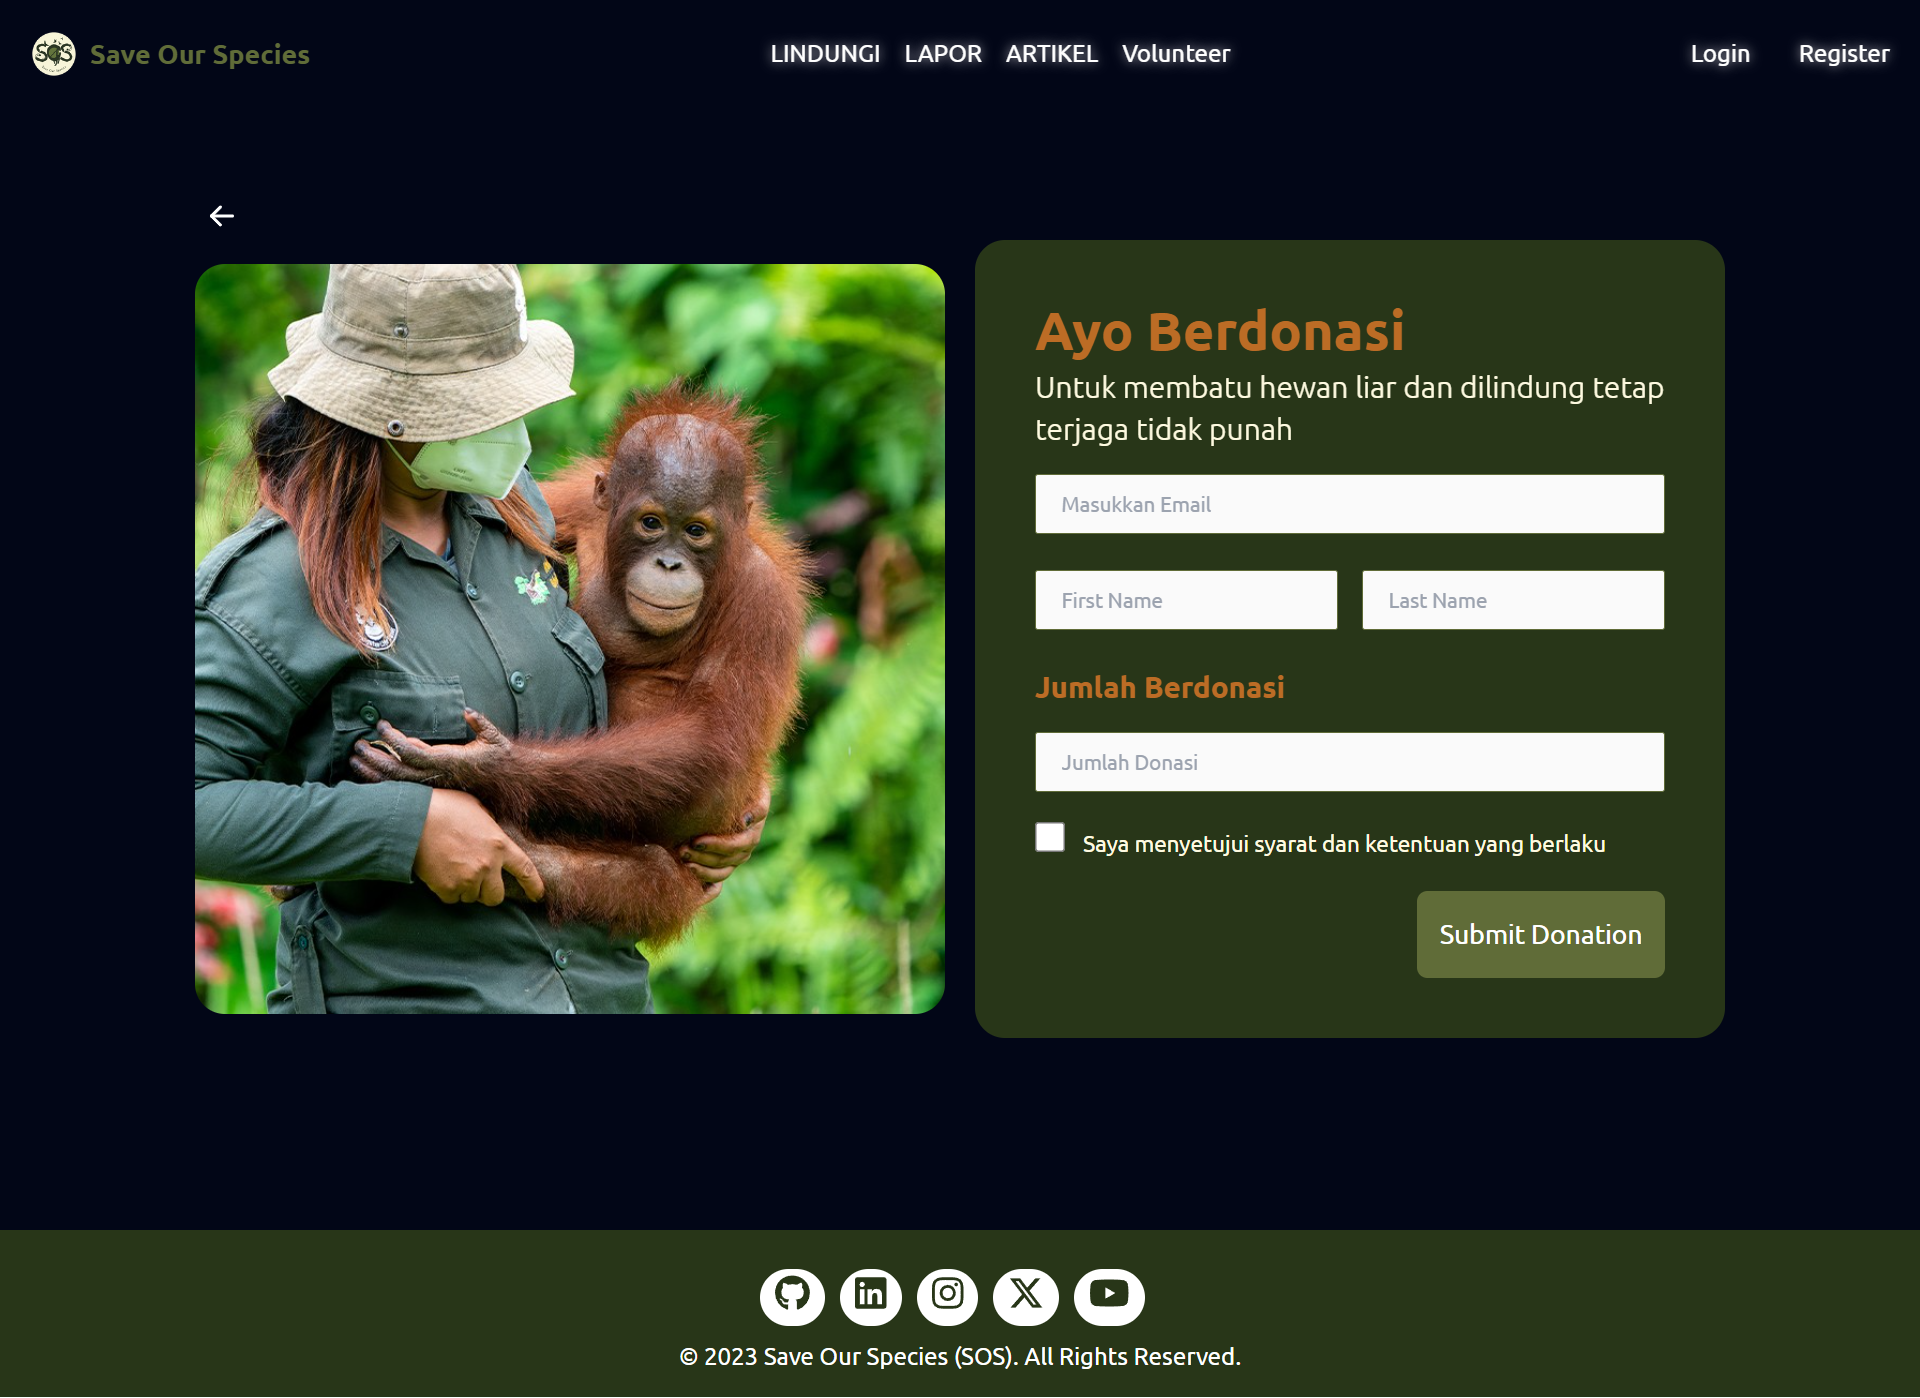 SOS
Save Our Species
LINDUNGI
LAPOR
ARTIKEL
Volunteer
Login
Register
Ayo Berdonasi
Untuk membatu hewan liar dan dilindung tetap
terjaga tidak punah
Masukkan Email
First Name
Last Name
Jumlah Berdonasi
Jumlah Donasi
Saya menyetujui syarat dan ketentuan yang berlaku
Submit Donation
© 2023 Save Our Species (SOS). All Rights Reserved.